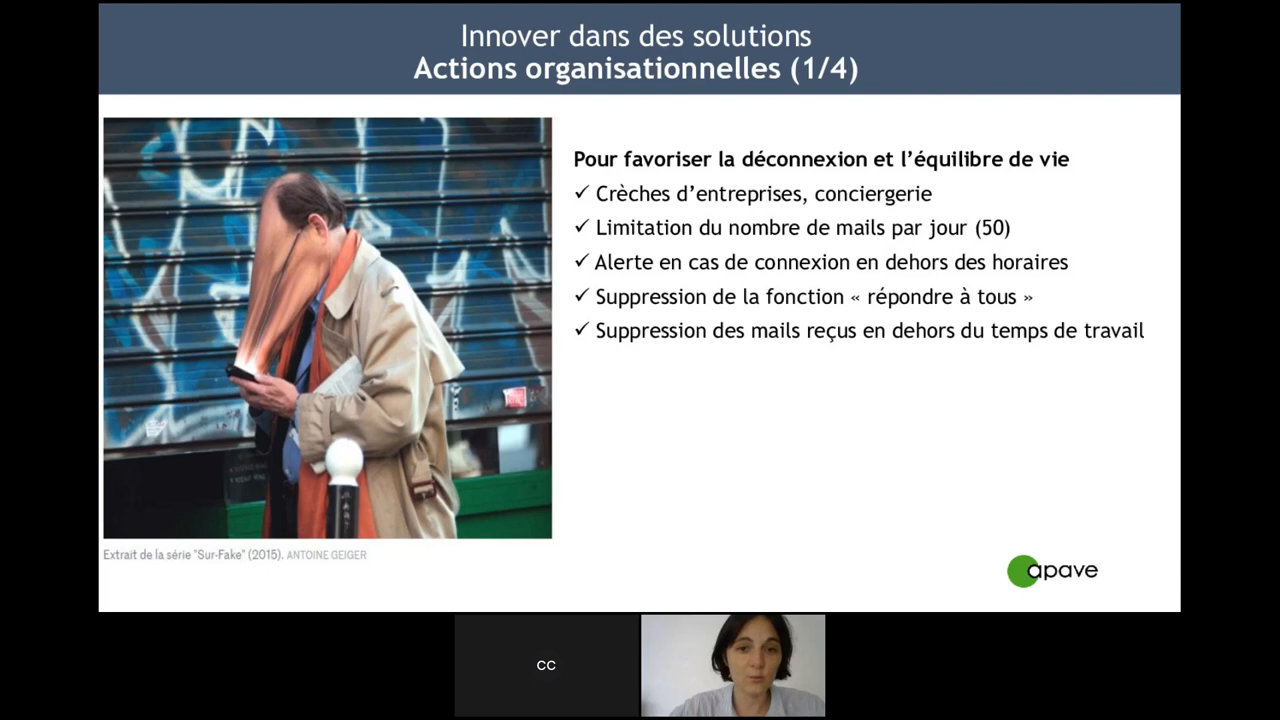 Innover dans des solutions
Actions organisationnelles (1/4)
Pour favoriser la déconnexion et l’équilibre de vie
✓ Crèches d’entreprises, conciergerie
✓ Limitation du nombre de mails par jour (50)
✓ Alerte en cas de connexion en dehors des horaires
✓ Suppression de la fonction « répondre à tous »
✓ Suppression des mails reçus en dehors du temps de travail
Extrait de la série "Sur-Fake" (2015). ANTOINE GEIGER
apave
CC